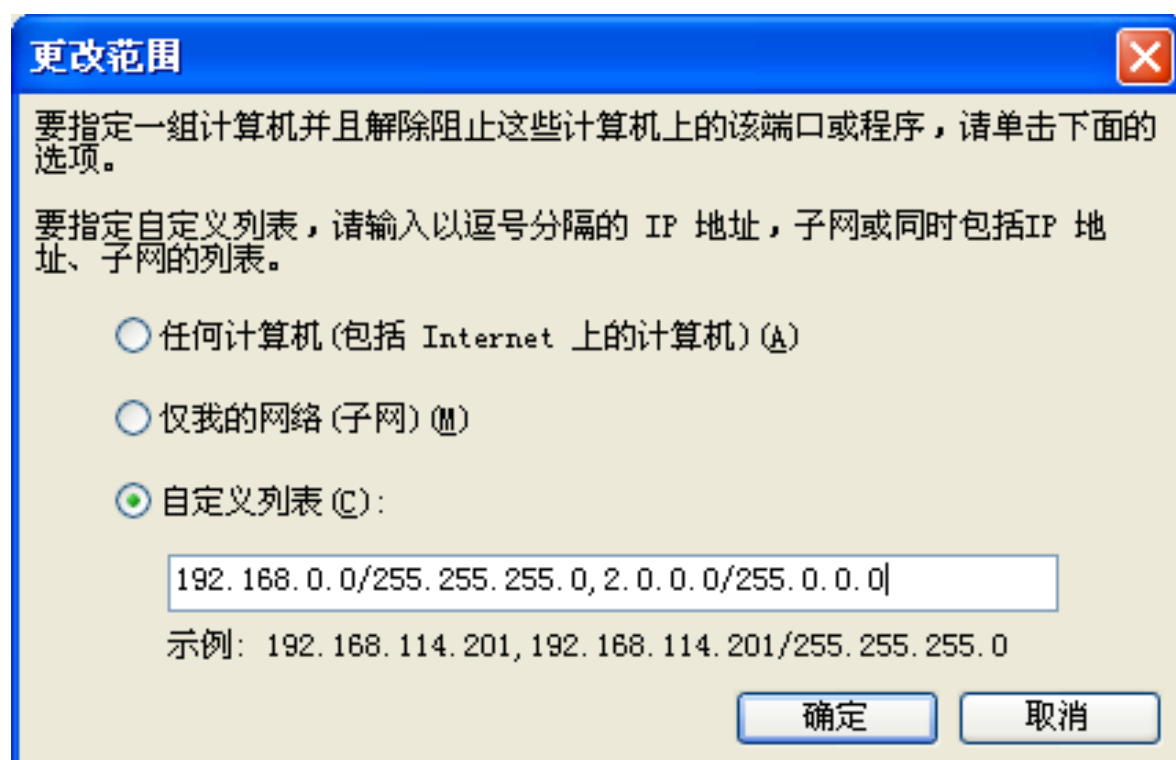 更改范围
要指定一组计算机并且解除阻止这些计算机上的该端口或程序，请单击下面的
选项。
要指定自定义列表，请输入以逗号分隔的 IP 地址，子网或同时包括IP 地
址、子网的列表。
任何计算机(包括 Internet 上的计算机)(A)
仅我的网络(子网)(M)
自定义列表(C):
192.168.0.0/255.255.255.0,2.0.0.0/255.0.0.0
示例: 192.168.114.201,192.168.114.201/255.255.255.0
确定 取消